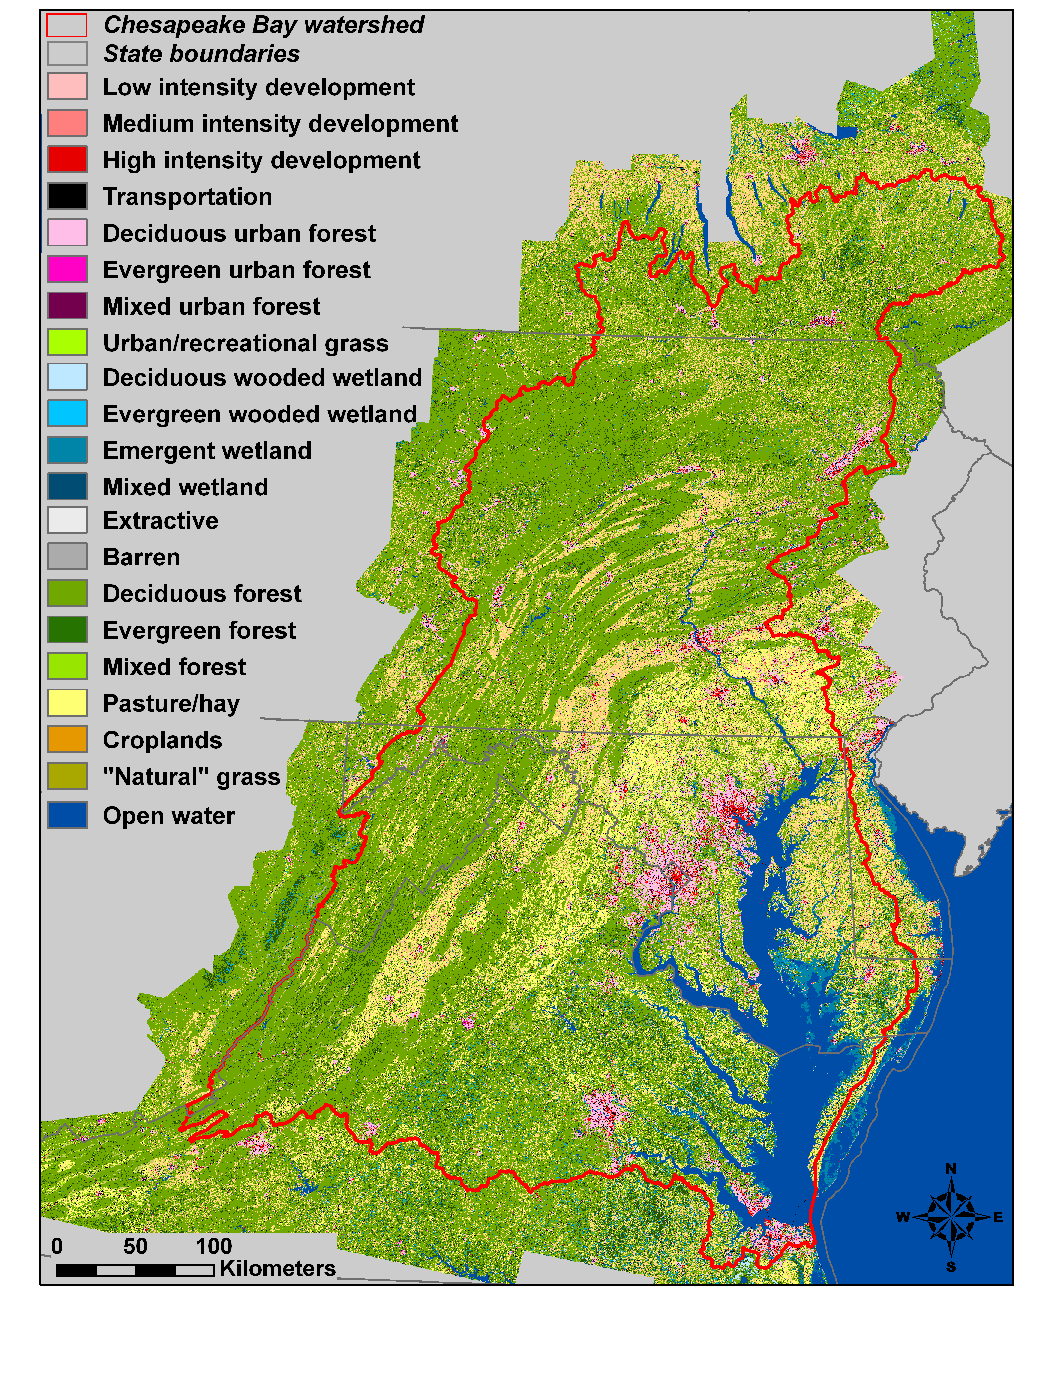 Chesapeake Bay watershed
State boundaries
Low intensity development
Medium intensity development
High intensity development
Transportation
Deciduous urban forest
Evergreen urban forest
Mixed urban forest
Urban/recreational grass
Deciduous wooded wetland
Evergreen wooded wetland
Emergent wetland
Mixed wetland
Extractive
Barren
Deciduous forest
Evergreen forest
Mixed forest
Pasture/hay
Croplands
"Natural" grass
Open water
N
W E
S
0 50 100
Kilometers